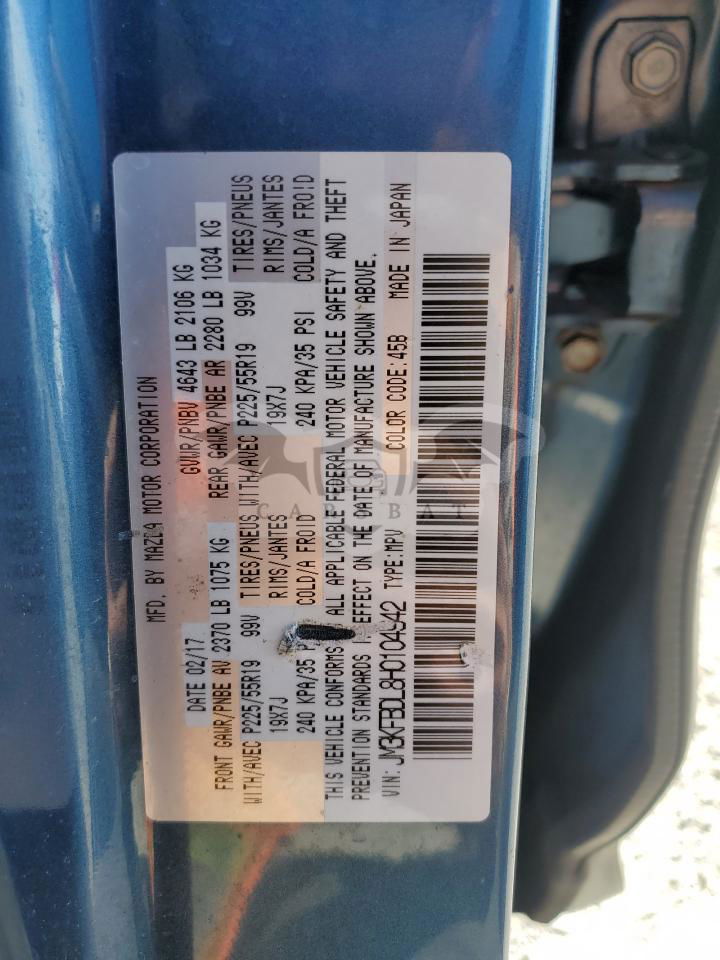 MFD. BY MAZDA MOTOR CORPORATION
DATE 02/17 GVWR/PNBV 4643 LB 2106 KG
FRONT GAWR/PNBE AV 2370 LB 1075 KG REAR GAWR/PNBE AR 2280 LB 1034 KG
WITH/AVEC P225/55R19 99V TIRES/PNEUS WITH/AVEC P225/55R19 99V TIRES/PNEUS
19X7J RIMS/JANTES 19X7J RIMS/JANTES
240 KPA/35 COLD/A FROID 240 KPA/35 PSI COLD/A FROID
THIS VEHICLE CONFORMS ALL APPLICABLE FEDERAL MOTOR VEHICLE SAFETY AND THEFT
PREVENTION STANDARDS EFFECT ON THE DATE OF MANUFACTURE SHOWN ABOVE.
VIN: JM3KFBDL8H0104942 TYPE: MPV COLOR CODE: 45B MADE IN JAPAN